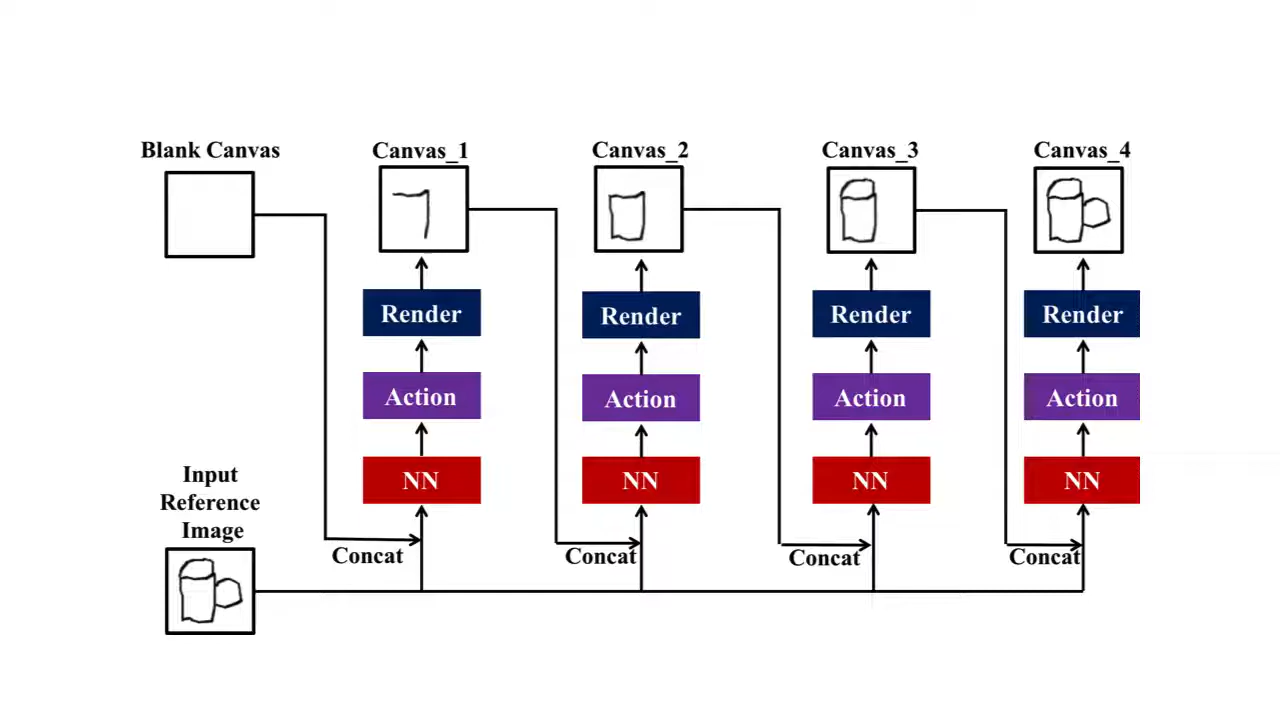 Blank Canvas
Canvas_1
Canvas_2
Canvas_3
Canvas_4
Render
Render
Render
Render
Action
Action
Action
Action
NN
NN
NN
NN
Input
Reference
Image
Concat
Concat
Concat
Concat